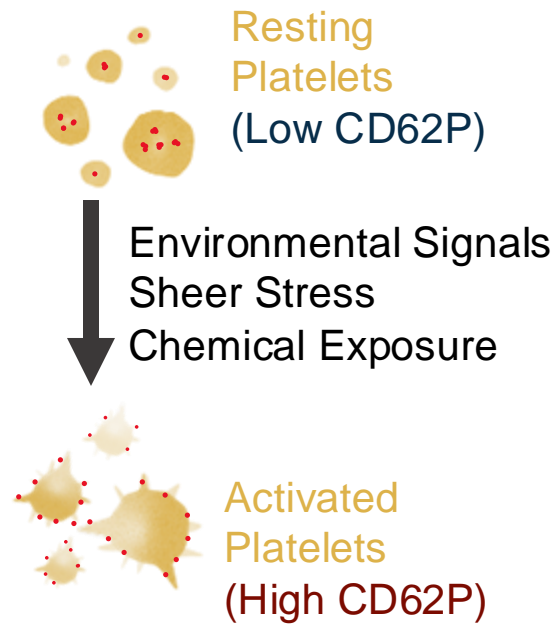 Resting
Platelets
(Low CD62P)
Environmental Signals
Sheer Stress
Chemical Exposure
Activated
Platelets
(High CD62P)